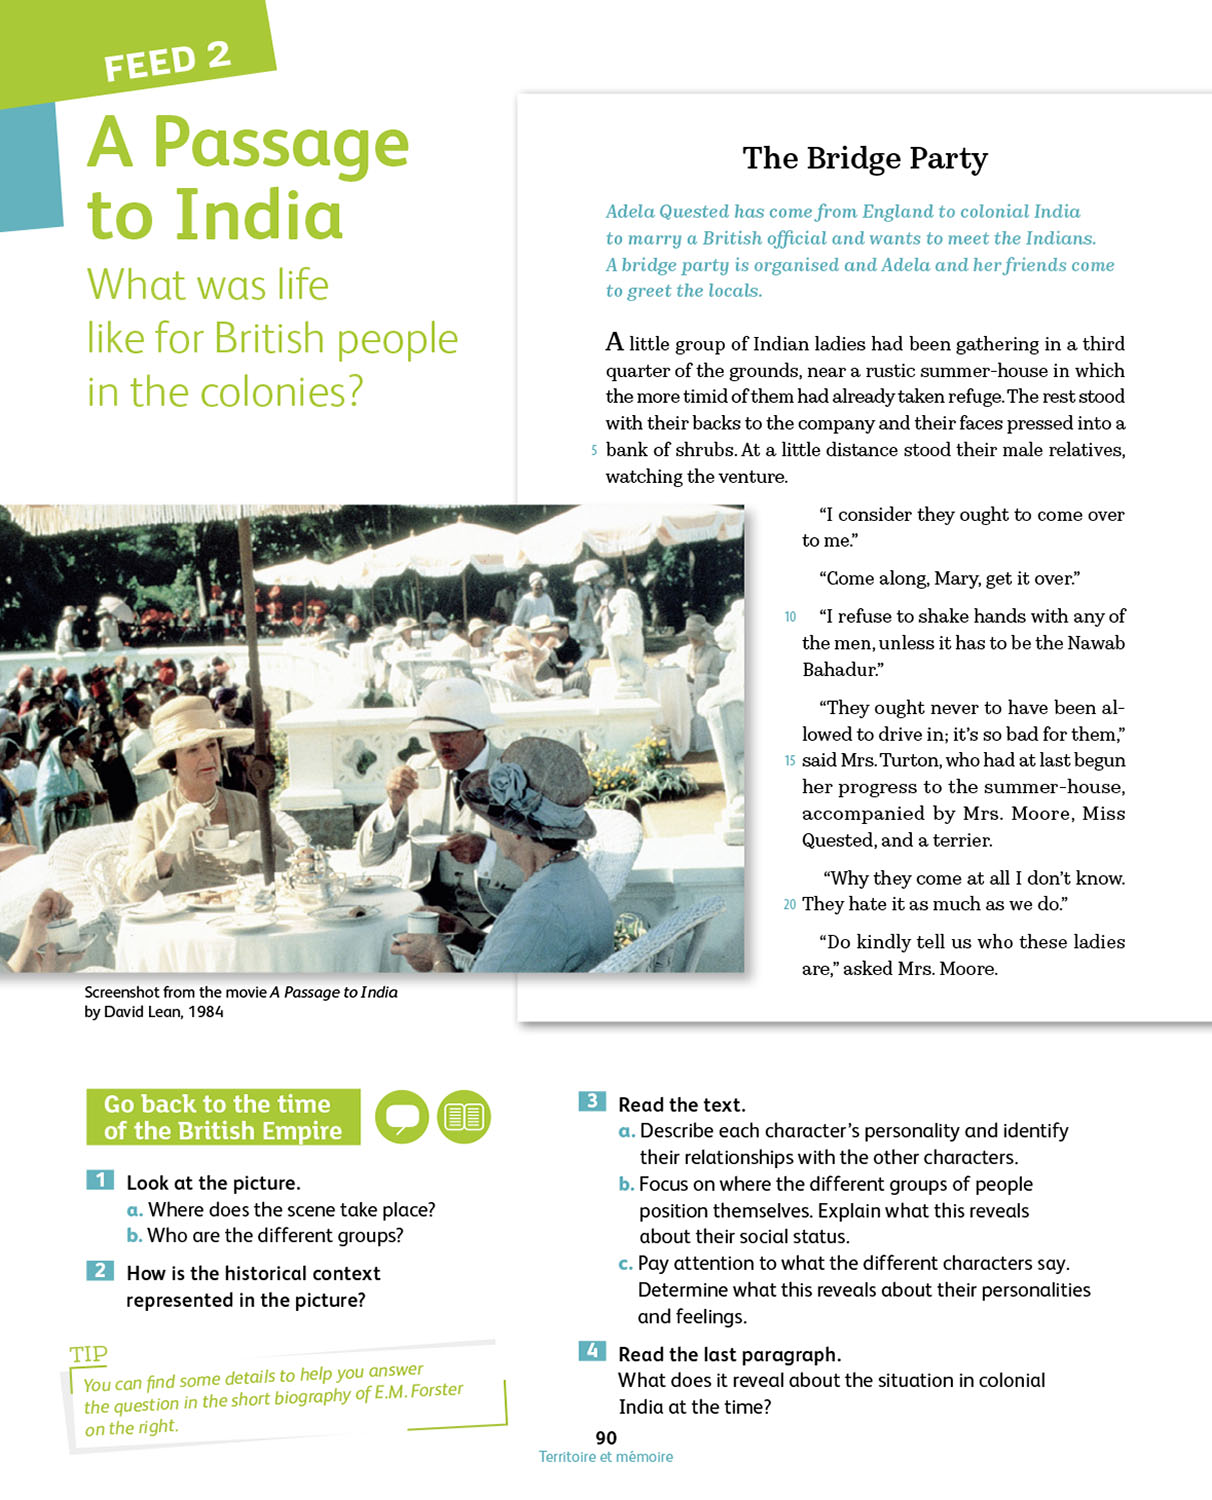 FEED 2
A Passage
to India
What was life
like for British people
in the colonies?
The Bridge Party
Adela Quested has come from England to colonial India
to marry a British official and wants to meet the Indians.
A bridge party is organised and Adela and her friends come
to greet the locals.
A little group of Indian ladies had been gathering in a third
quarter of the grounds, near a rustic summer-house in which
the more timid of them had already taken refuge. The rest stood
with their backs to the company and their faces pressed into a
5 bank of shrubs. At a little distance stood their male relatives,
watching the venture.
“I consider they ought to come over
to me.”
“Come along, Mary, get it over.”
10 “I refuse to shake hands with any of
the men, unless it has to be the Nawab
Bahadur.”
“They ought never to have been al-
lowed to drive in; it’s so bad for them,”
15 said Mrs. Turton, who had at last begun
her progress to the summer-house,
accompanied by Mrs. Moore, Miss
Quested, and a terrier.
“Why they come at all I don’t know.
20 They hate it as much as we do.”
“Do kindly tell us who these ladies
are,” asked Mrs. Moore.
Screenshot from the movie A Passage to India
by David Lean, 1984
Go back to the time
of the British Empire
1 Look at the picture.
a. Where does the scene take place?
b. Who are the different groups?
2 How is the historical context
represented in the picture?
TIP
You can find some details to help you answer
the question in the short biography of E.M. Forster
on the right.
3 Read the text.
a. Describe each character’s personality and identify
their relationships with the other characters.
b. Focus on where the different groups of people
position themselves. Explain what this reveals
about their social status.
c. Pay attention to what the different characters say.
Determine what this reveals about their personalities
and feelings.
4 Read the last paragraph.
What does it reveal about the situation in colonial
India at the time?
90
Territoire et mémoire